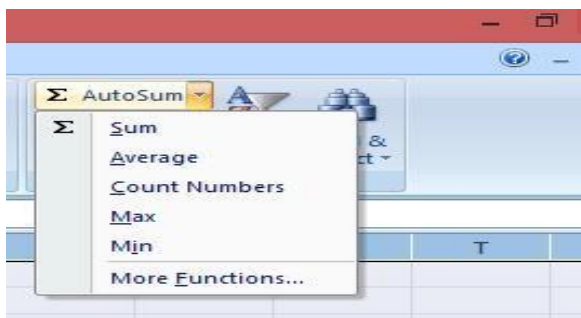 Σ AutoSum
Σ Sum
Average
Count Numbers
Max
Min
More Functions...
&
T